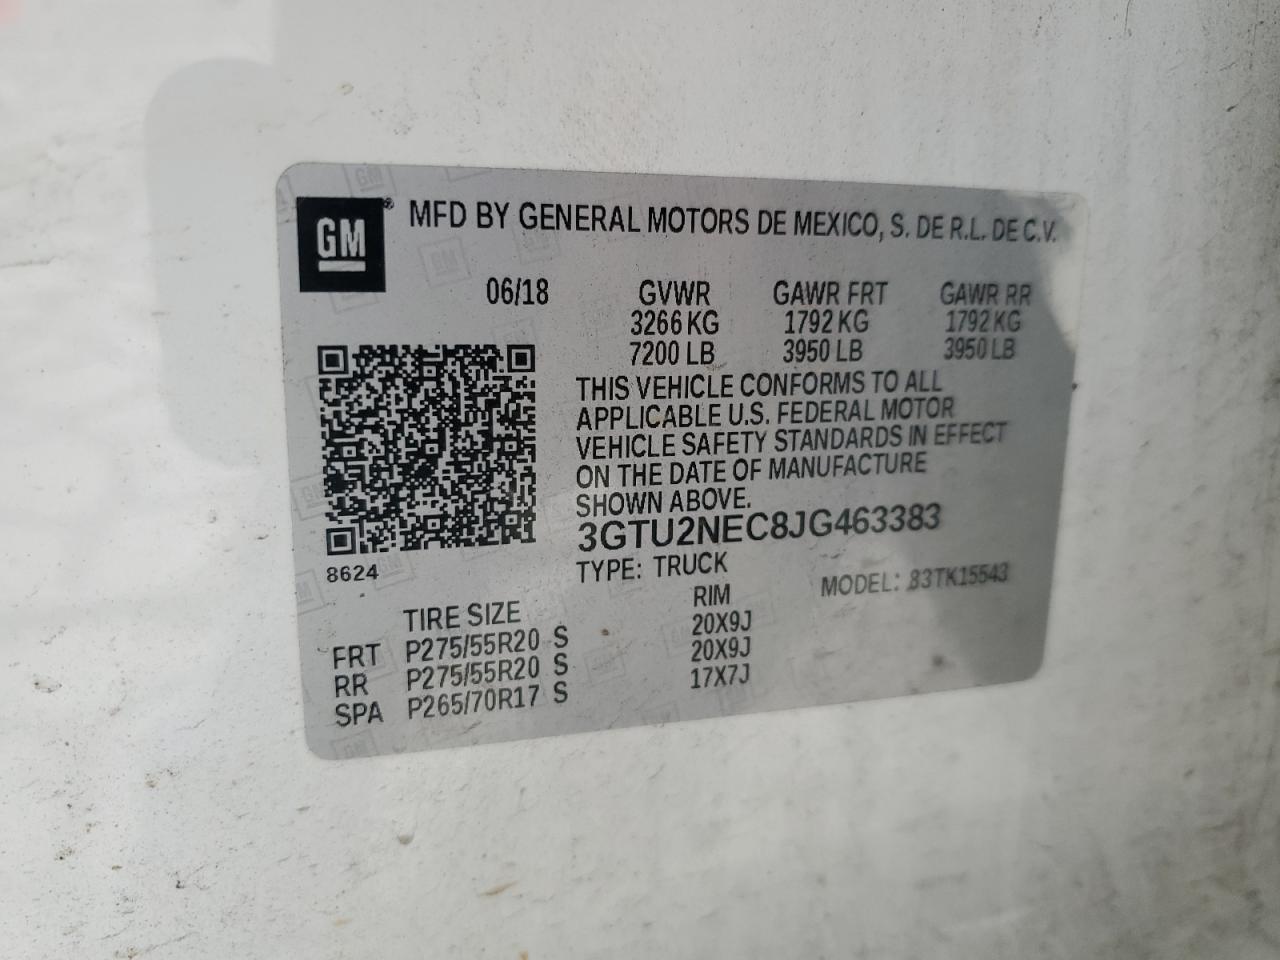 GM® MFD BY GENERAL MOTORS DE MEXICO, S. DE R.L. DE C.V.
06/18 GVWR GAWR FRT GAWR RR
3266 KG 1792 KG 1792 KG
7200 LB 3950 LB 3950 LB
THIS VEHICLE CONFORMS TO ALL
APPLICABLE U.S. FEDERAL MOTOR
VEHICLE SAFETY STANDARDS IN EFFECT
ON THE DATE OF MANUFACTURE
SHOWN ABOVE.
3GTU2NEC8JG463383
8624
TYPE: TRUCK MODEL: 83TK15543
TIRE SIZE RIM
FRT P275/55R20 S 20X9J
RR P275/55R20 S 20X9J
SPA P265/70R17 S 17X7J